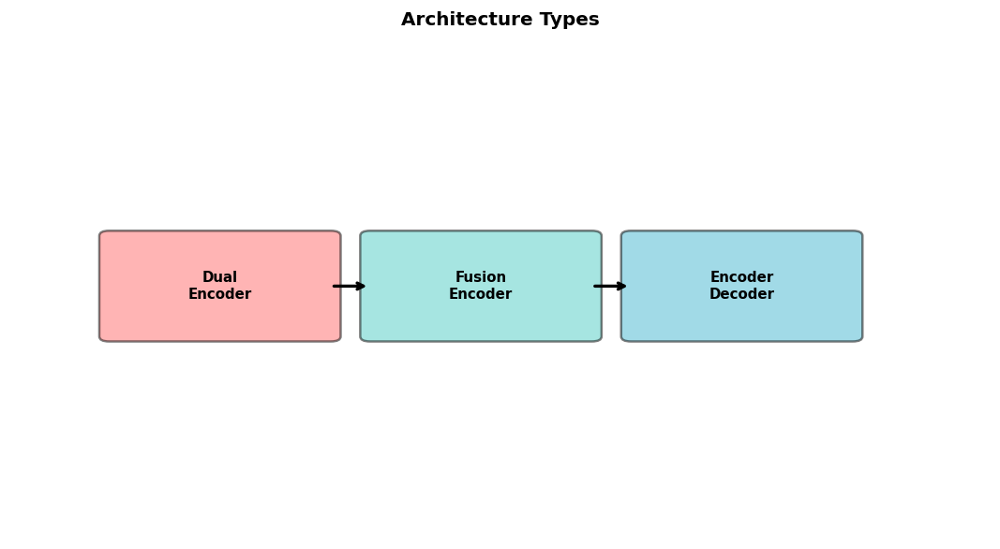 Architecture Types
Dual
Encoder
Fusion
Encoder
Encoder
Decoder